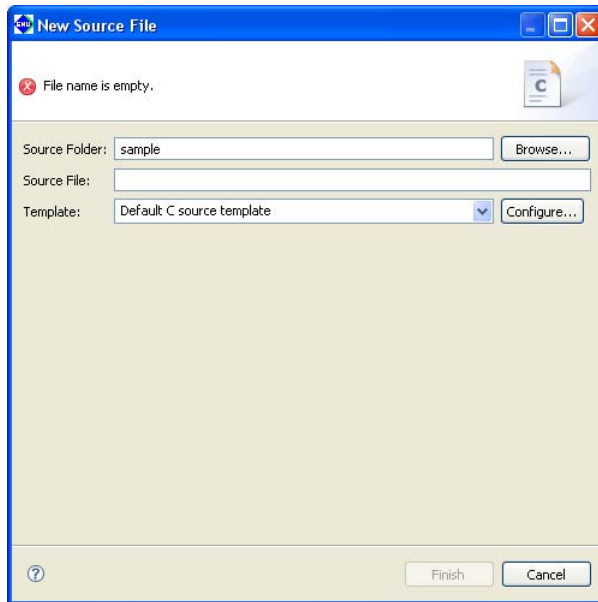 GNU New Source File
File name is empty.
C
Source Folder: sample Browse...
Source File:
Template: Default C source template Configure...
? Finish Cancel